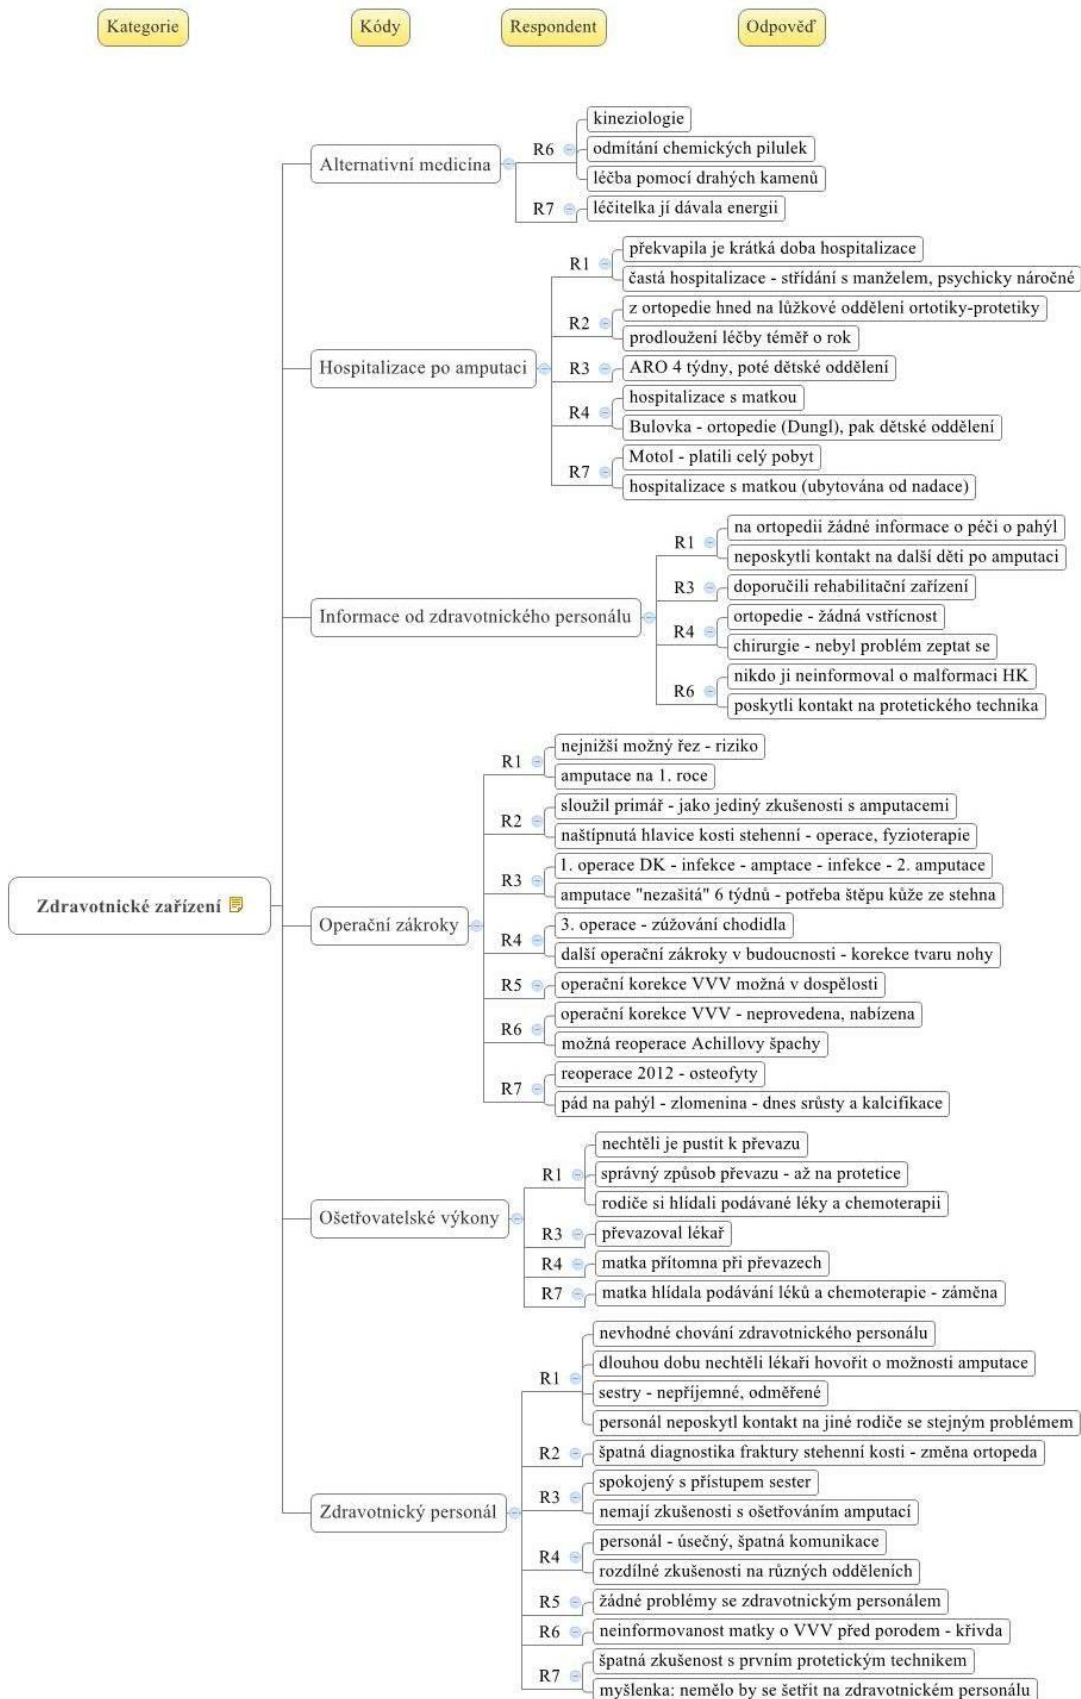 Kategorie
Kódy
Respondent
Odpověď
Zdravotnické zařízení
Alternativní medicína
R6
kineziologie
odmítání chemických pilulek
léčba pomocí drahých kamenů
R7
léčitelka jí dávala energii
Hospitalizace po amputaci
R1
překvapila je krátká doba hospitalizace
častá hospitalizace - střídání s manželem, psychicky náročné
R2
z ortopedie hned na lůžkové oddělení ortotiky-protetiky
prodloužení léčby téměř o rok
R3
ARO 4 týdny, poté dětské oddělení
R4
hospitalizace s matkou
Bulovka - ortopedie (Dungl), pak dětské oddělení
R7
Motol - platili celý pobyt
hospitalizace s matkou (ubytována od nadace)
Informace od zdravotnického personálu
R1
na ortopedii žádné informace o péči o pahýl
neposkytli kontakt na další děti po amputaci
R3
doporučili rehabilitační zařízení
R4
ortopedie - žádná vstřícnost
chirurgie - nebyl problém zeptat se
R6
nikdo ji neinformoval o malformaci HK
poskytli kontakt na protetického technika
Operační zákroky
R1
nejnižší možný řez - riziko
amputace na 1. roce
R2
sloužil primář - jako jediný zkušenosti s amputacemi
naštípnutá hlavice kosti stehenní - operace, fyzioterapie
R3
1. operace DK - infekce - amptace - infekce - 2. amputace
amputace "nezašitá" 6 týdnů - potřeba štěpu kůže ze stehna
R4
3. operace - zúžování chodidla
další operační zákroky v budoucnosti - korekce tvaru nohy
R5
operační korekce VVV možná v dospělosti
R6
operační korekce VVV - neprovedena, nabízena
možná reoperace Achillovy špachy
R7
reoperace 2012 - osteofyty
pád na pahýl - zlomenina - dnes srůsty a kalcifikace
Ošetřovatelské výkony
R1
nechtěli je pustit k převazu
správný způsob převazu - až na protetice
rodiče si hlídali podávané léky a chemoterapii
R3
převazoval lékař
R4
matka přítomna při převazech
R7
matka hlídala podávání léků a chemoterapie - záměna
Zdravotnický personál
R1
nevhodné chování zdravotnického personálu
dlouhou dobu nechtěli lékaři hovořit o možnosti amputace
sestry - nepříjemné, odměřené
personál neposkytl kontakt na jiné rodiče se stejným problémem
R2
špatná diagnostika fraktury stehenní kosti - změna ortopeda
R3
spokojený s přístupem sester
nemají zkušenosti s ošetřováním amputací
R4
personál - úsečný, špatná komunikace
rozdílné zkušenosti na různých odděleních
R5
žádné problémy se zdravotnickým personálem
R6
neinformovanost matky o VVV před porodem - křivda
R7
špatná zkušenost s prvním protetickým technikem
myšlenka: nemělo by se šetřit na zdravotnickém personálu